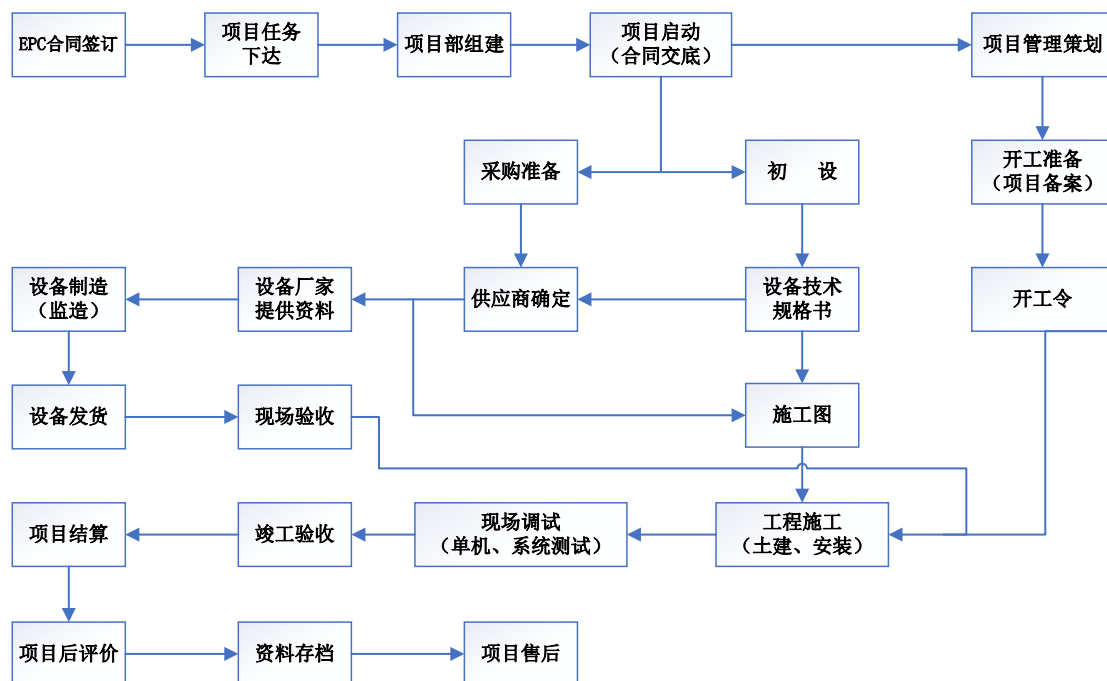 EPC合同签订
项目任务
下达
项目部组建
项目启动
（合同交底）
项目管理策划
采购准备
初 设
开工准备
（项目备案）
设备制造
（监造）
设备厂家
提供资料
供应商确定
设备技术
规格书
开工令
设备发货
现场验收
施工图
项目结算
竣工验收
现场调试
（单机、系统测试）
工程施工
（土建、安装）
项目后评价
资料存档
项目售后